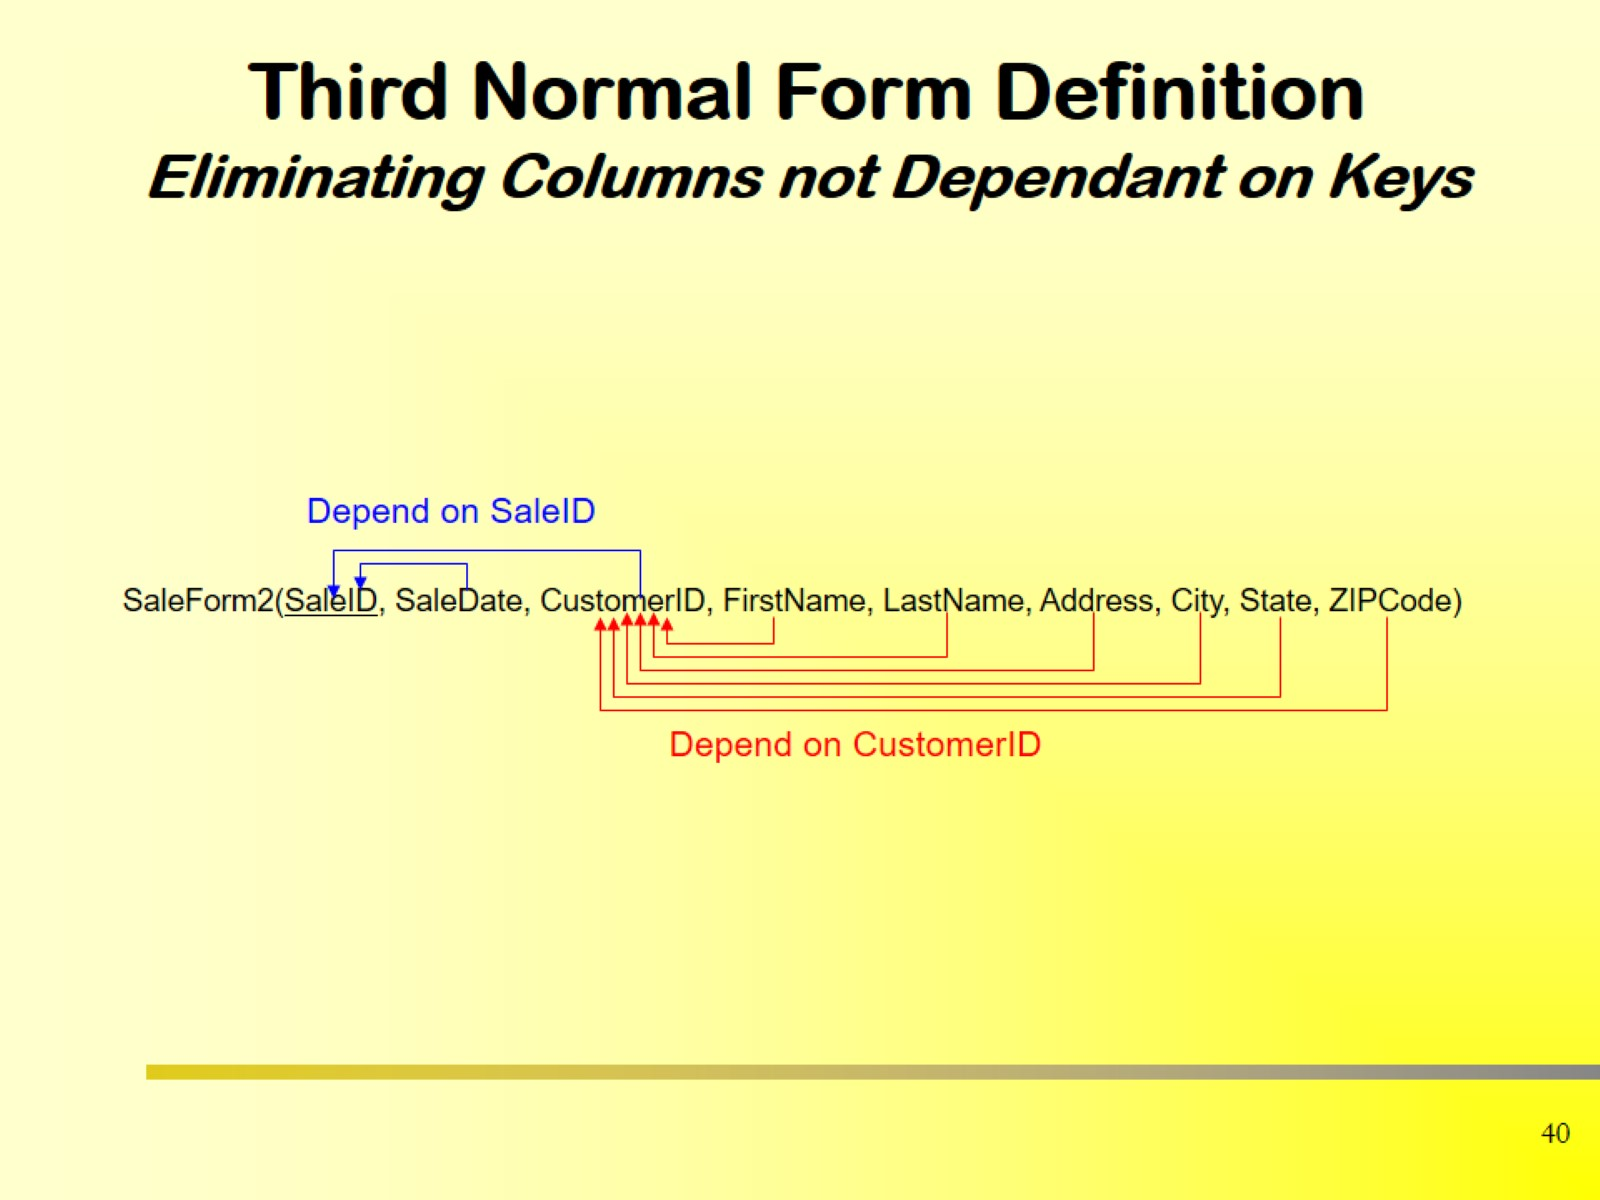 Third Normal Form Definition
Eliminating Columns not Dependant on Keys
Depend on SaleID
SaleForm2(SaleID, SaleDate, CustomerID, FirstName, LastName, Address, City, State, ZIPCode)
Depend on CustomerID
40